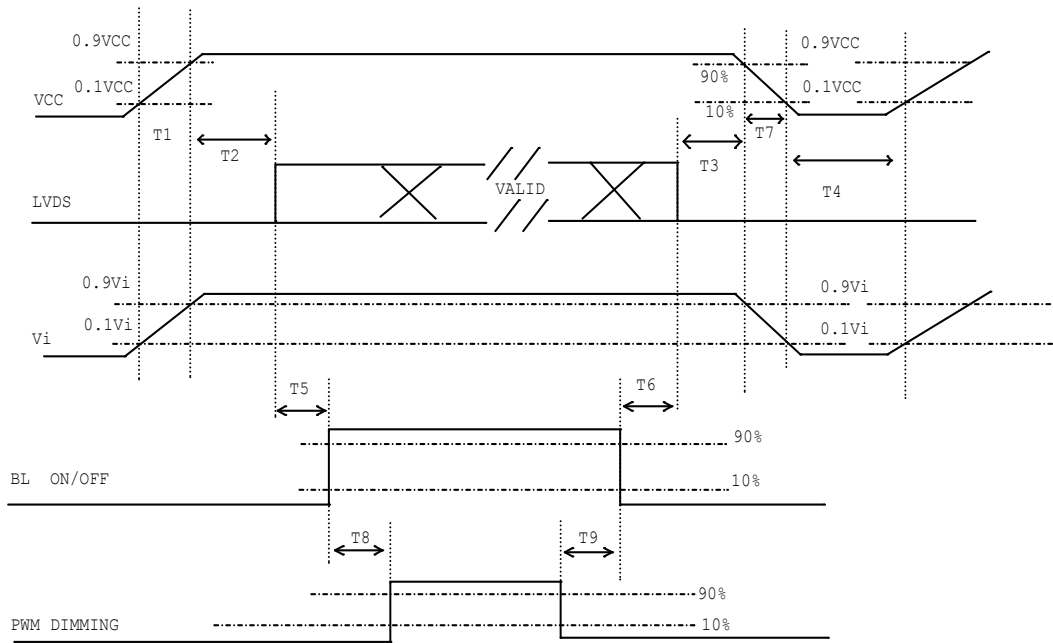 0.9VCC
0.9VCC
90%
0.1VCC
0.1VCC
VCC
10%
T1
T7
T2
T3
T4
VALID
LVDS
0.9Vi
0.9Vi
0.1Vi
0.1Vi
Vi
T5
T6
90%
BL ON/OFF
10%
T8
T9
90%
PWM DIMMING
10%